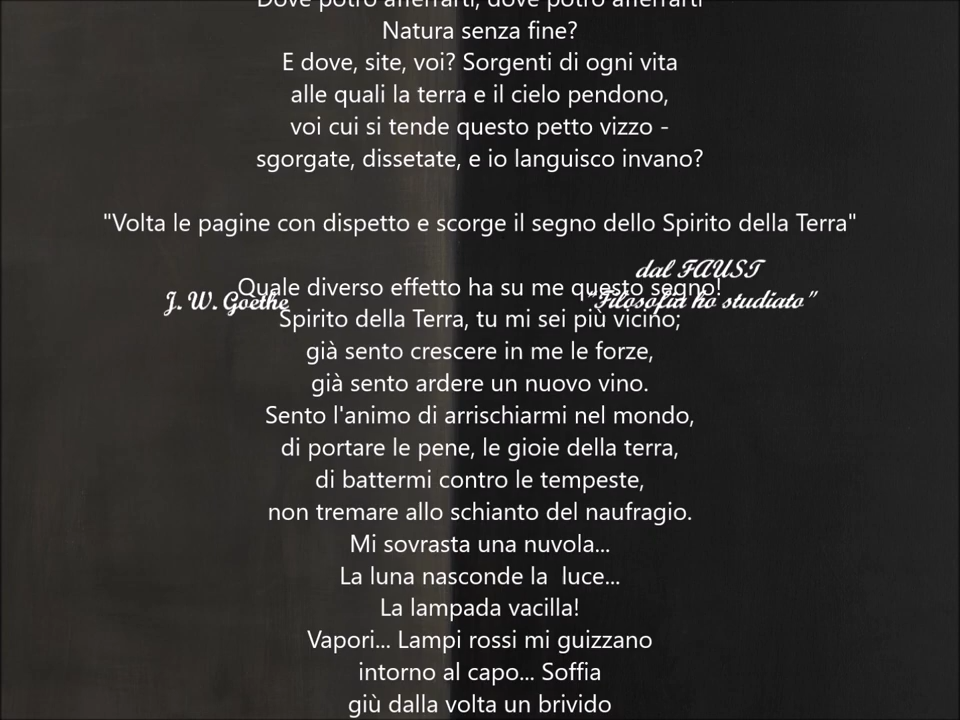 Dove potrò afferrarti, dove potrò afferrarti
Natura senza fine?
E dove, site, voi? Sorgenti di ogni vita
alle quali la terra e il cielo pendono,
voi cui si tende questo petto vizzo -
sgorgate, dissetate, e io languisco invano?
"Volta le pagine con dispetto e scorge il segno dello Spirito della Terra"
dal FAUST
Quale diverso effetto ha su me questo segno!
J. W. Goethe
"Filosofia ho studiato"
Spirito della Terra, tu mi sei più vicino;
già sento crescere in me le forze,
già sento ardere un nuovo vino.
Sento l'animo di arrischiarmi nel mondo,
di portare le pene, le gioie della terra,
di battermi contro le tempeste,
non tremare allo schianto del naufragio.
Mi sovrasta una nuvola...
La luna nasconde la  luce...
La lampada vacilla!
Vapori... Lampi rossi mi guizzano
intorno al capo... Soffia
giù dalla volta un brivido